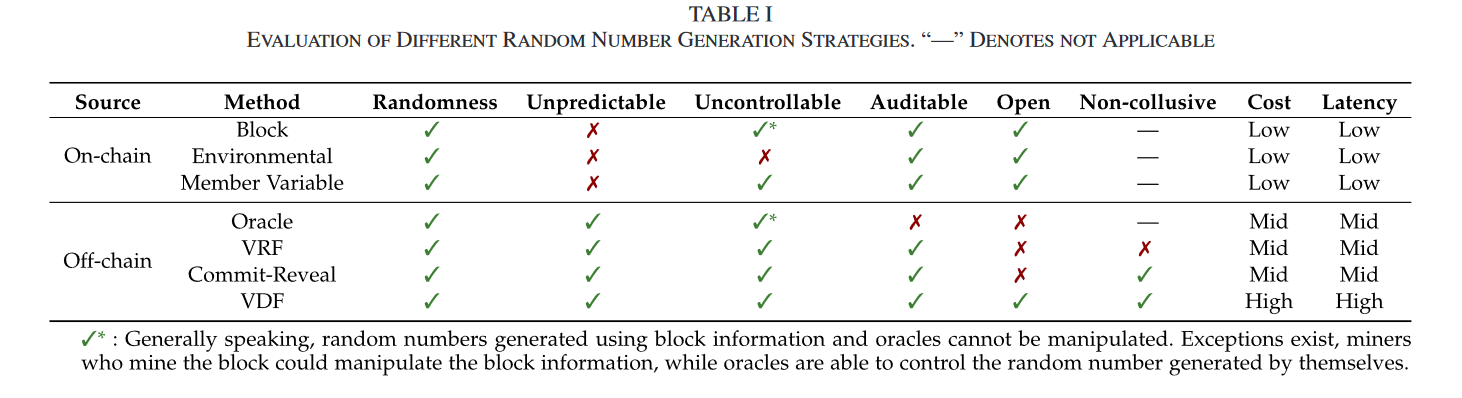 TABLE I
EVALUATION OF DIFFERENT RANDOM NUMBER GENERATION STRATEGIES. “—” DENOTES NOT APPLICABLE
Source Method Randomness Unpredictable Uncontrollable Auditable Open Non-collusive Cost Latency
On-chain
Block ✓ ✗ ✓* ✓ ✓ — Low Low
Environmental ✓ ✗ ✗ ✓ ✓ — Low Low
Member Variable ✓ ✗ ✓ ✓ ✓ — Low Low
Off-chain
Oracle ✓ ✓ ✓* ✗ ✗ — Mid Mid
VRF ✓ ✓ ✓ ✓ ✗ ✗ Mid Mid
Commit-Reveal ✓ ✓ ✓ ✓ ✗ ✓ Mid Mid
VDF ✓ ✓ ✓ ✓ ✓ ✓ High High
✓* : Generally speaking, random numbers generated using block information and oracles cannot be manipulated. Exceptions exist, miners
who mine the block could manipulate the block information, while oracles are able to control the random number generated by themselves.